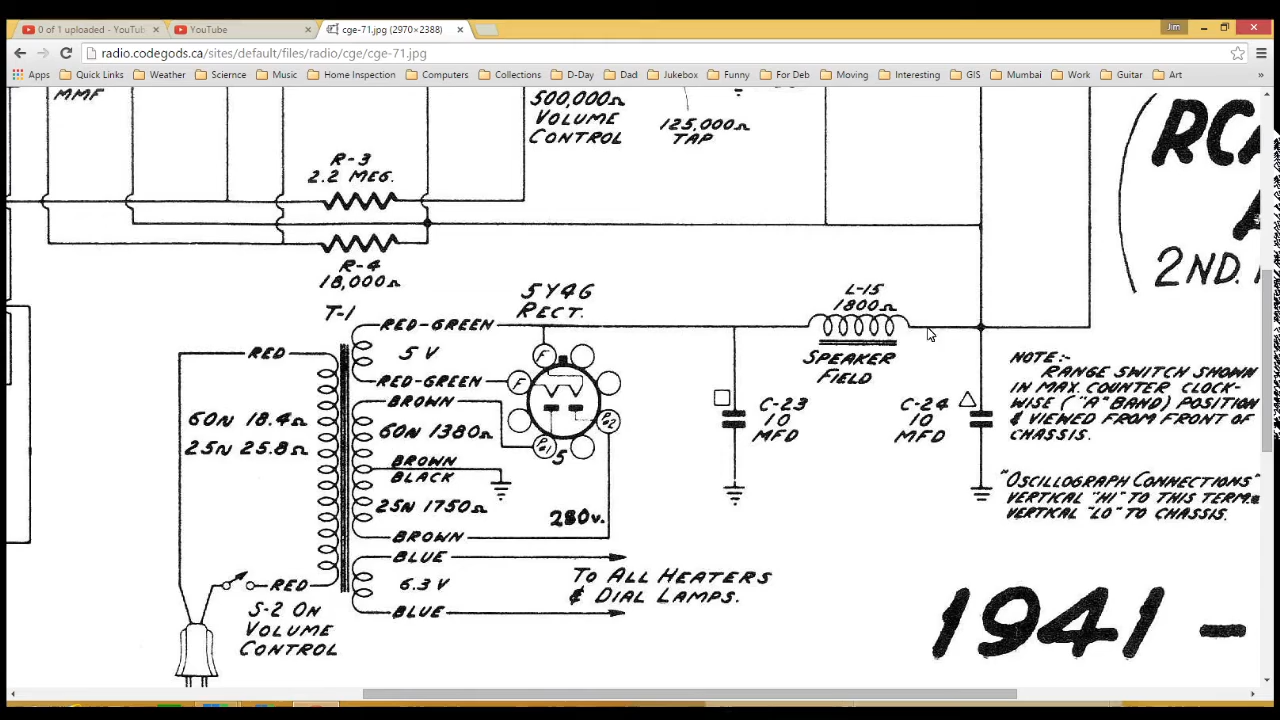 0 of 1 uploaded - YouTu
YouTube
cge-71.jpg (2970×2388)
Jim
radio.codegods.ca/sites/default/files/radio/cge/cge-71.jpg
Apps Quick Links Weather Sciernce Music Home Inspection Computers Collections D-Day Dad Jukebox Funny For Deb Moving Interesting GIS Mumbai Work Guitar Art »
MMF
500,000Ω
VOLUME
CONTROL
125,000Ω
TAP
RCA
2ND.
R-3
2.2 MEG.
R-4
18,000Ω
T-1
5Y4G
RECT.
L-15
1800Ω
SPEAKER
FIELD
RED-GREEN
5 V
RED-GREEN
F
F
RED
BROWN
60N 18.4Ω
25N 25.8Ω
60N 1380Ω
P#2
P#1
5
BROWN
BLACK
25N 1750Ω
280V.
BROWN
C-23
10
MFD
C-24
10
MFD
NOTE:-
RANGE SWITCH SHOWN
IN MAX. COUNTER CLOCK-
WISE ("A" BAND) POSITION
& VIEWED FROM FRONT OF
CHASSIS.
"OSCILLOGRAPH CONNECTIONS"
VERTICAL "HI" TO THIS TERM.
VERTICAL "LO" TO CHASSIS.
BLUE
6.3 V
BLUE
TO ALL HEATERS
& DIAL LAMPS.
RED
S-2 ON
VOLUME
CONTROL
1941 -